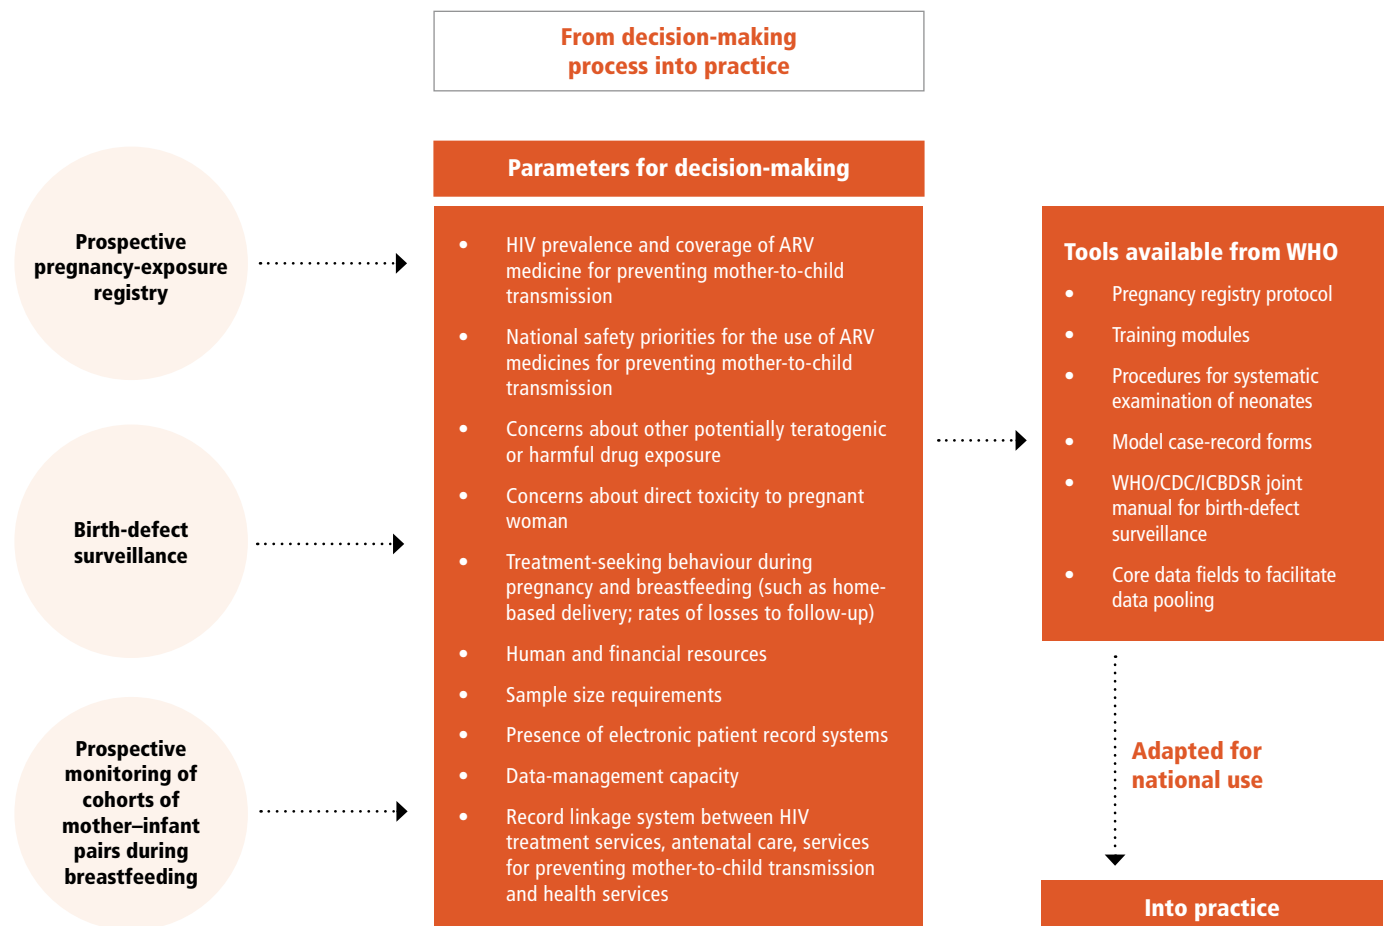 From decision-making
process into practice
Prospective
pregnancy-exposure
registry
Birth-defect
surveillance
Prospective
monitoring of
cohorts of
mother–infant
pairs during
breastfeeding
Parameters for decision-making
• HIV prevalence and coverage of ARV
medicine for preventing mother-to-child
transmission
• National safety priorities for the use of ARV
medicines for preventing mother-to-child
transmission
• Concerns about other potentially teratogenic
or harmful drug exposure
• Concerns about direct toxicity to pregnant
woman
• Treatment-seeking behaviour during
pregnancy and breastfeeding (such as home-
based delivery; rates of losses to follow-up)
• Human and financial resources
• Sample size requirements
• Presence of electronic patient record systems
• Data-management capacity
• Record linkage system between HIV
treatment services, antenatal care, services
for preventing mother-to-child transmission
and health services
Tools available from WHO
• Pregnancy registry protocol
• Training modules
• Procedures for systematic
examination of neonates
• Model case-record forms
• WHO/CDC/ICBDSR joint
manual for birth-defect
surveillance
• Core data fields to facilitate
data pooling
Adapted for
national use
Into practice